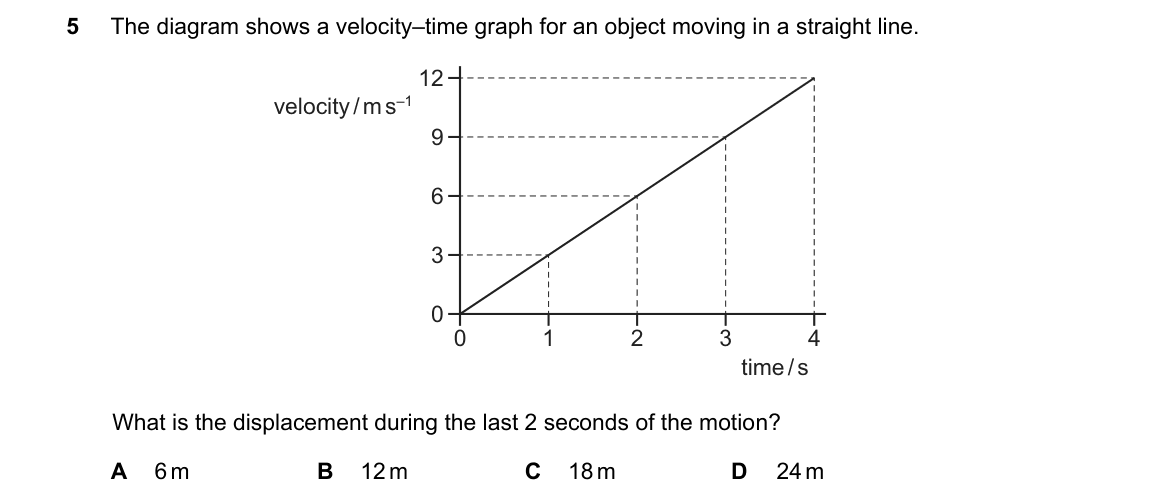 5 The diagram shows a velocity–time graph for an object moving in a straight line.
12
velocity / m s⁻¹
9
6
3
0
0 1 2 3 4
time / s
What is the displacement during the last 2 seconds of the motion?
A 6 m B 12 m C 18 m D 24 m